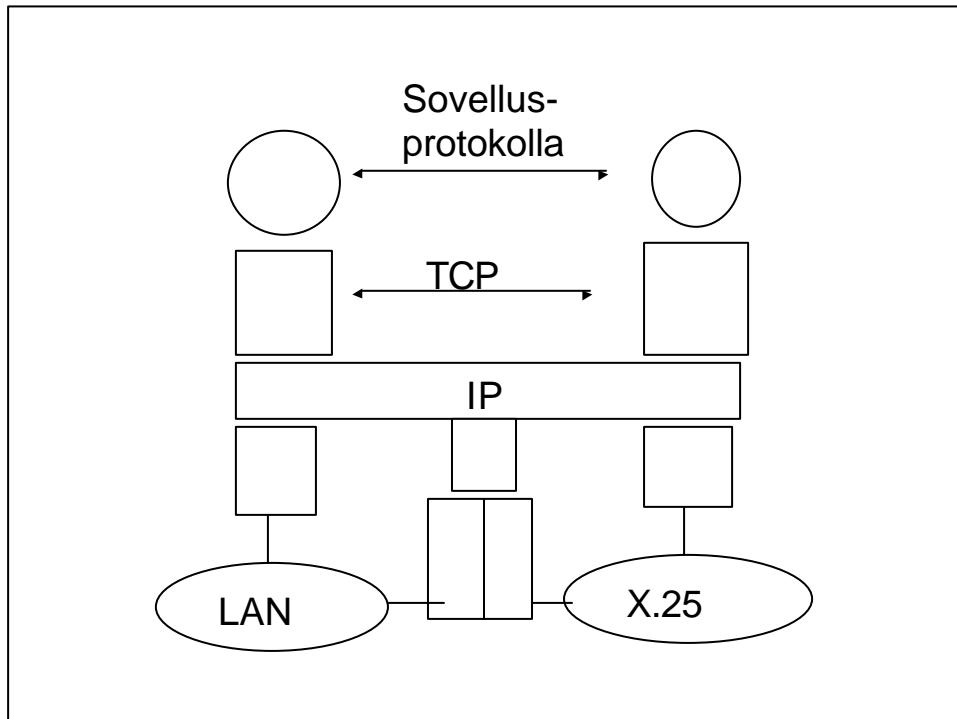 Sovellus-
protokolla
TCP
IP
LAN
X.25